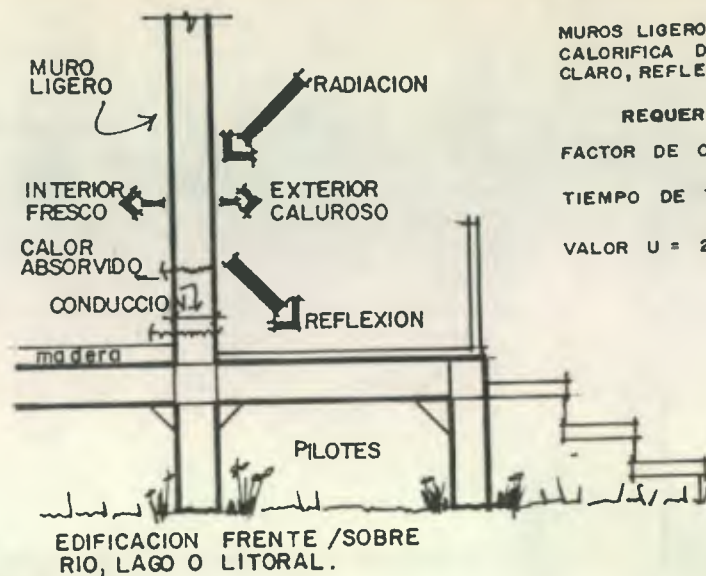 MURO
LIGERO
RADIACION
INTERIOR
FRESCO
EXTERIOR
CALUROSO
CALOR
ABSORVIDO
CONDUCCION
REFLEXION
madera
PILOTES
EDIFICACION FRENTE / SOBRE
RIO, LAGO O LITORAL.
MUROS LIGERO
CALORIFICA D
CLARO, REFLE
REQUER
FACTOR DE C
TIEMPO DE
VALOR U = 2